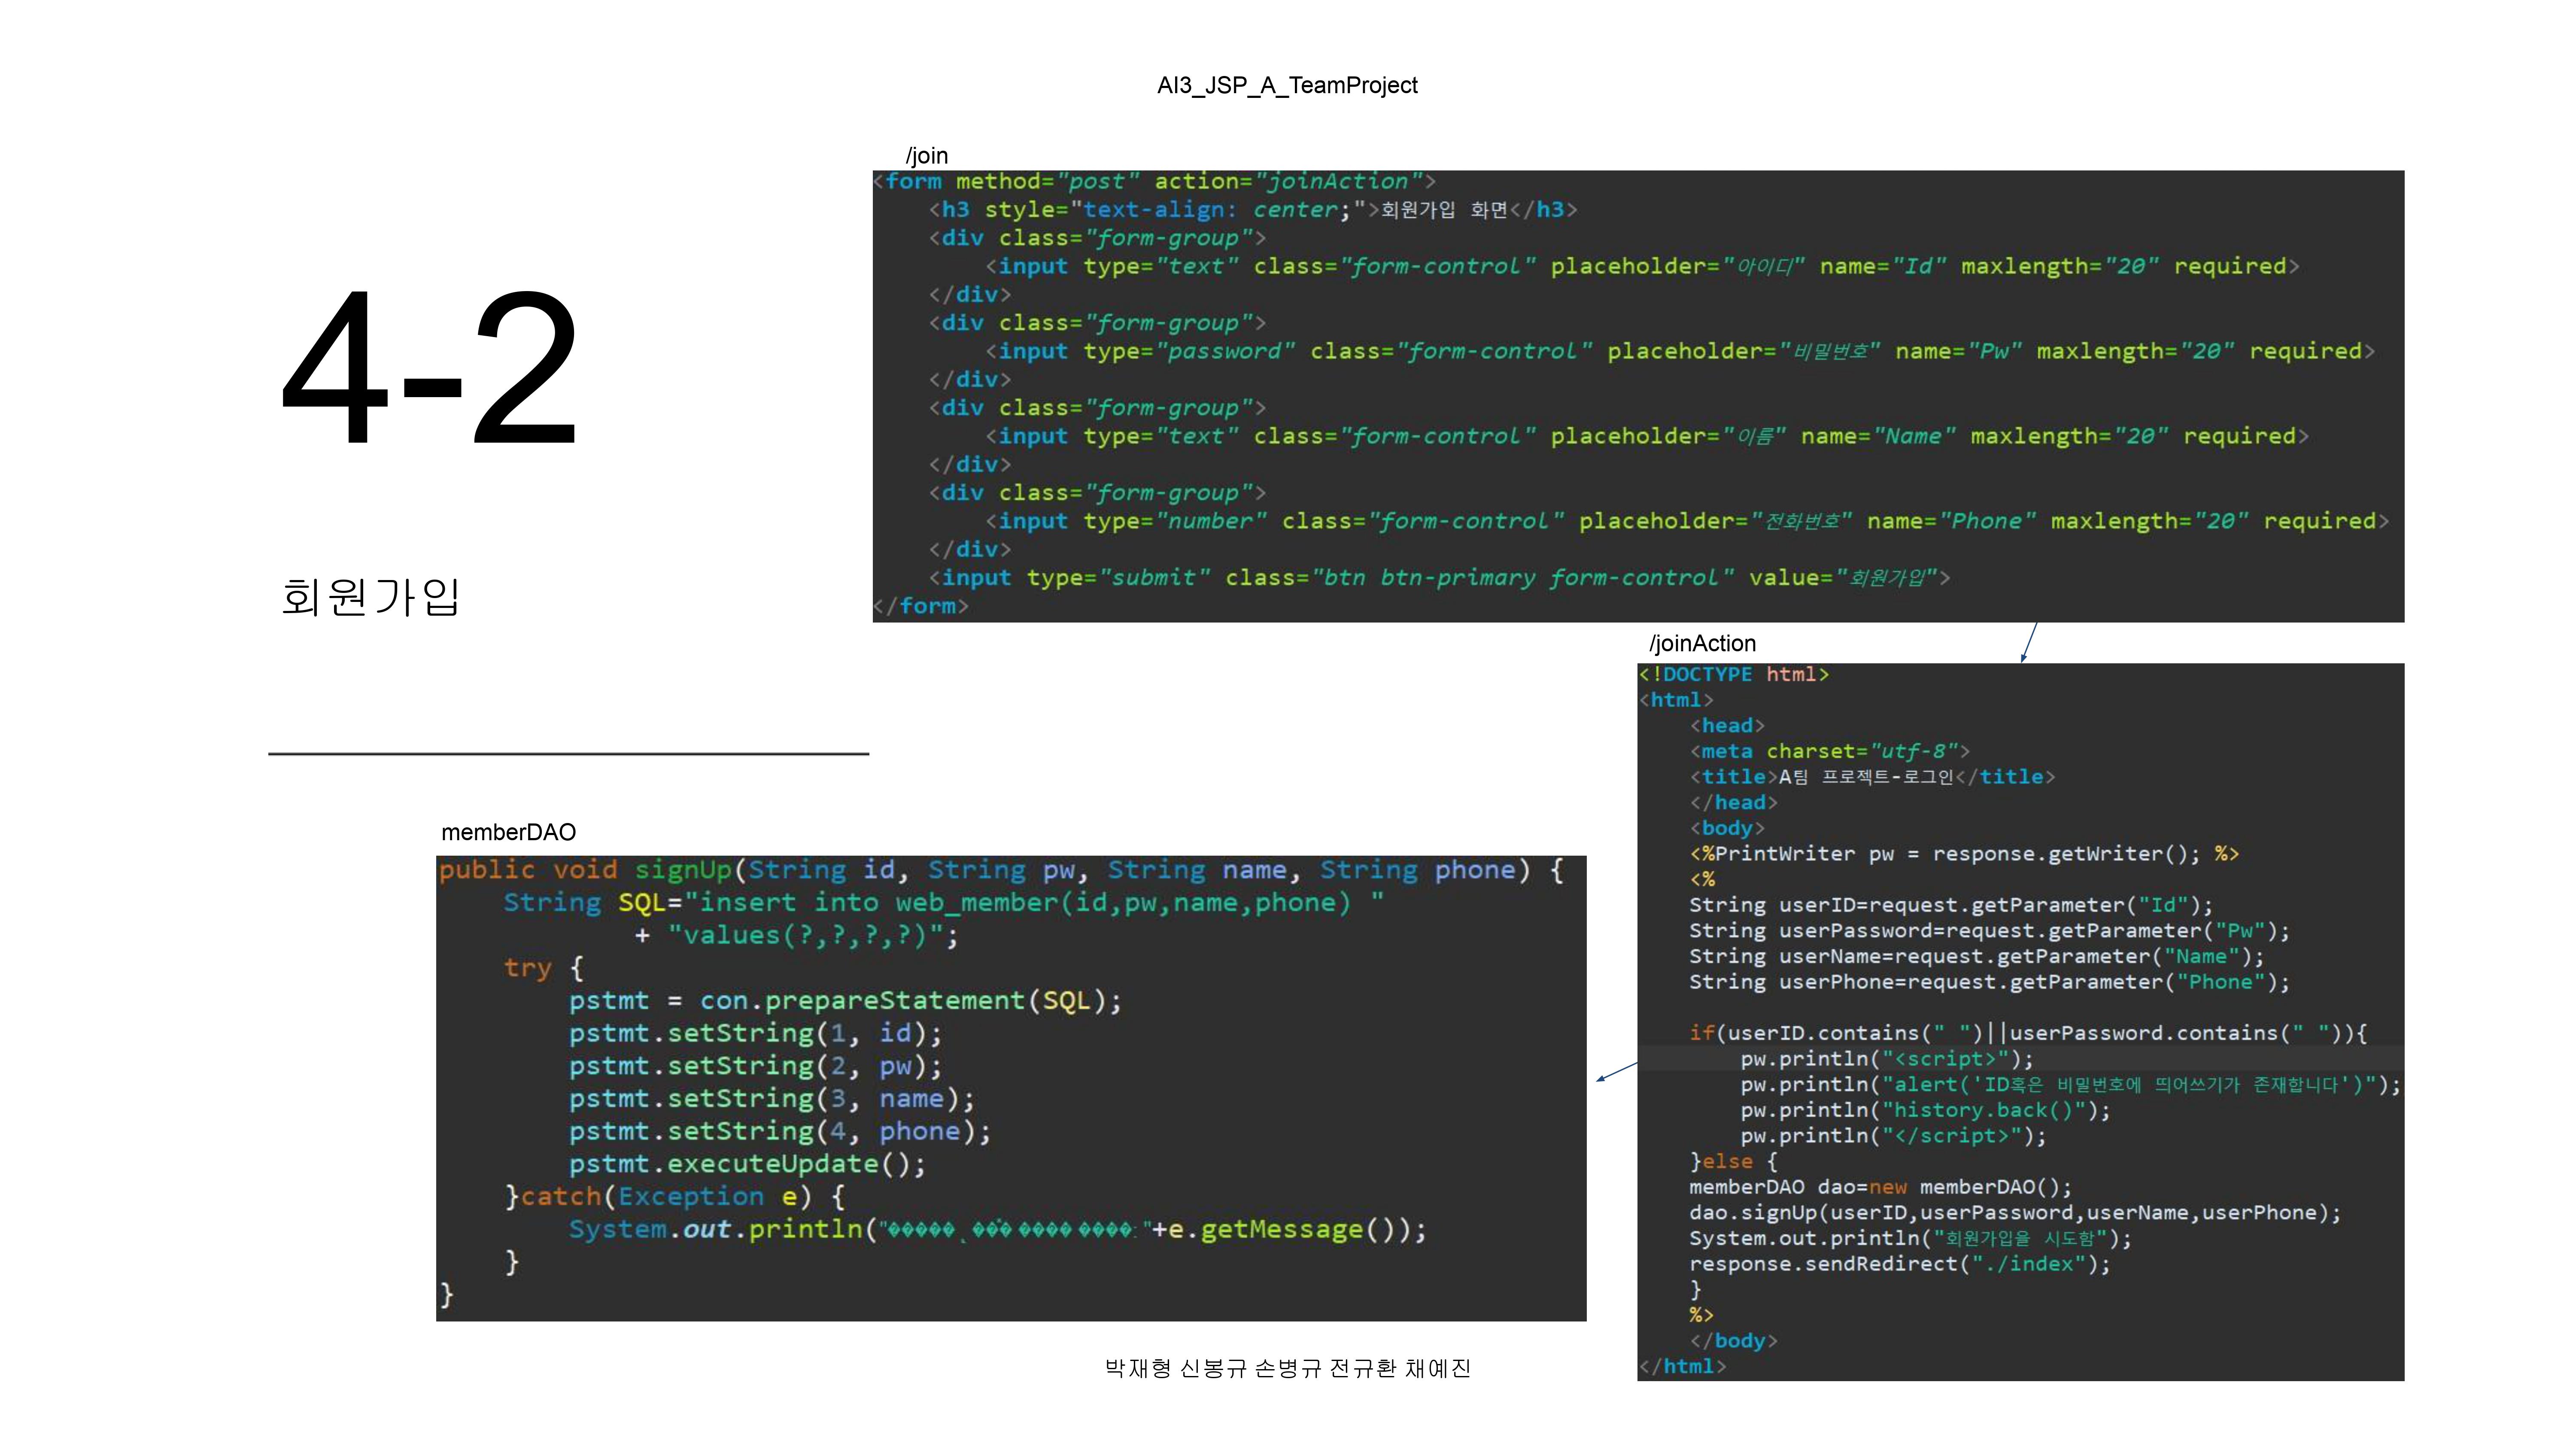 AI3_JSP_A_TeamProject
4-2
회원가입
/join
<form method="post" action="joinAction">
<h3 style="text-align: center;">회원가입 화면</h3>
<div class="form-group">
<input type="text" class="form-control" placeholder="아이디" name="Id" maxlength="20" required>
</div>
<div class="form-group">
<input type="password" class="form-control" placeholder="비밀번호" name="Pw" maxlength="20" required>
</div>
<div class="form-group">
<input type="text" class="form-control" placeholder="이름" name="Name" maxlength="20" required>
</div>
<div class="form-group">
<input type="number" class="form-control" placeholder="전화번호" name="Phone" maxlength="20" required>
</div>
<input type="submit" class="btn btn-primary form-control" value="회원가입">
</form>
/joinAction
<!DOCTYPE html>
<html>
<head>
<meta charset="utf-8">
<title>A팀 프로젝트-로그인</title>
</head>
<body>
<%PrintWriter pw = response.getWriter(); %>
<%
String userID=request.getParameter("Id");
String userPassword=request.getParameter("Pw");
String userName=request.getParameter("Name");
String userPhone=request.getParameter("Phone");
if(userID.contains(" ")||userPassword.contains(" ")){
pw.println("<script>");
pw.println("alert('ID혹은 비밀번호에 띄어쓰기가 존재합니다')");
pw.println("history.back()");
pw.println("</script>");
}else {
memberDAO dao=new memberDAO();
dao.signUp(userID,userPassword,userName,userPhone);
System.out.println("회원가입을 시도함");
response.sendRedirect("./index");
}
%>
</body>
</html>
memberDAO
public void signUp(String id, String pw, String name, String phone) {
String SQL="insert into web_member(id,pw,name,phone) "
+ "values(?,?,?,?)";
try {
pstmt = con.prepareStatement(SQL);
pstmt.setString(1, id);
pstmt.setString(2, pw);
pstmt.setString(3, name);
pstmt.setString(4, phone);
pstmt.executeUpdate();
}catch(Exception e) {
System.out.println("�����˛��� ���� ����:"+e.getMessage());
}
}
박재형 신봉규 손병규 전규환 채예진